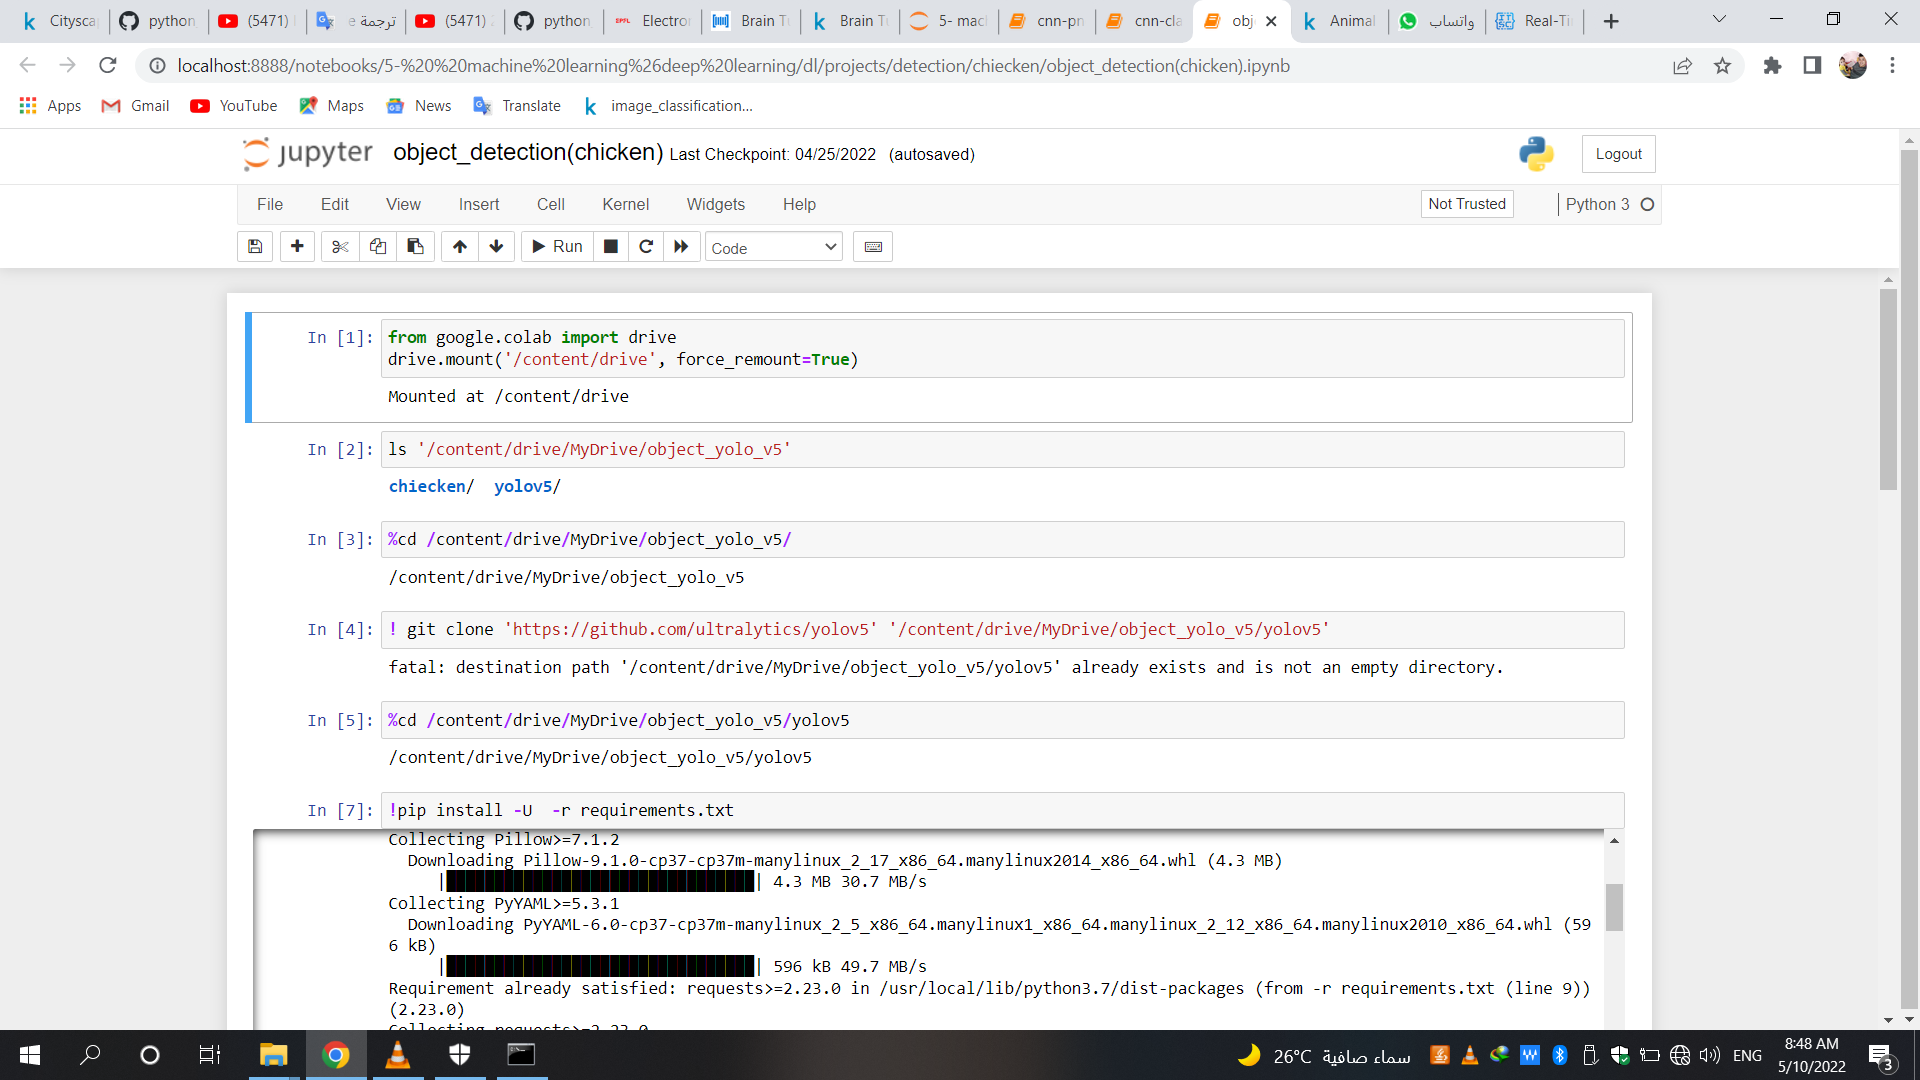 Citysca
python
(5471)
ترجمة e
(5471)
python
EPFL Electro
Brain Tu
Brain Tu
5- mac
cnn-pr
cnn-cla
obj
Animal
واتساب
Real-Ti
localhost:8888/notebooks/5-%20%20machine%20learning%26deep%20learning/dl/projects/detection/chiecken/object_detection(chicken).ipynb
Apps
Gmail
YouTube
Maps
News
Translate
image_classification...
jupyter object_detection(chicken) Last Checkpoint: 04/25/2022 (autosaved)
Logout
File Edit View Insert Cell Kernel Widgets Help
Not Trusted
Python 3
Run
Code
In [1]: from google.colab import drive
drive.mount('/content/drive', force_remount=True)
Mounted at /content/drive
In [2]: ls '/content/drive/MyDrive/object_yolo_v5'
chiecken/ yolov5/
In [3]: %cd /content/drive/MyDrive/object_yolo_v5/
/content/drive/MyDrive/object_yolo_v5
In [4]: ! git clone 'https://github.com/ultralytics/yolov5' '/content/drive/MyDrive/object_yolo_v5/yolov5'
fatal: destination path '/content/drive/MyDrive/object_yolo_v5/yolov5' already exists and is not an empty directory.
In [5]: %cd /content/drive/MyDrive/object_yolo_v5/yolov5
/content/drive/MyDrive/object_yolo_v5/yolov5
In [7]: !pip install -U  -r requirements.txt
Collecting Pillow>=7.1.2
Downloading Pillow-9.1.0-cp37-cp37m-manylinux_2_17_x86_64.manylinux2014_x86_64.whl (4.3 MB)
4.3 MB 30.7 MB/s
Collecting PyYAML>=5.3.1
Downloading PyYAML-6.0-cp37-cp37m-manylinux_2_5_x86_64.manylinux1_x86_64.manylinux_2_12_x86_64.manylinux2010_x86_64.whl (59
6 kB)
596 kB 49.7 MB/s
Requirement already satisfied: requests>=2.23.0 in /usr/local/lib/python3.7/dist-packages (from -r requirements.txt (line 9))
(2.23.0)
Collecting requests>=2.23.0
26°C سماء صافية
ENG
8:48 AM
5/10/2022
3